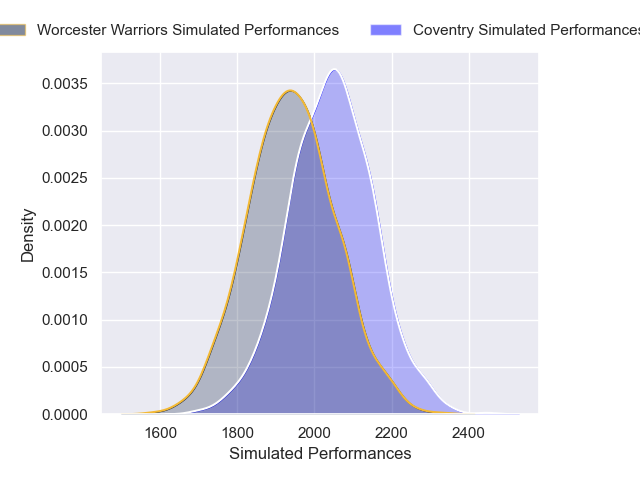 Worcester Warriors Simulated Performances
Coventry Simulated Performances
0.0035
0.0030
0.0025
0.0020
0.0015
0.0010
0.0005
0.0000
Density
1600 1800 2000 2200 2400
Simulated Performances